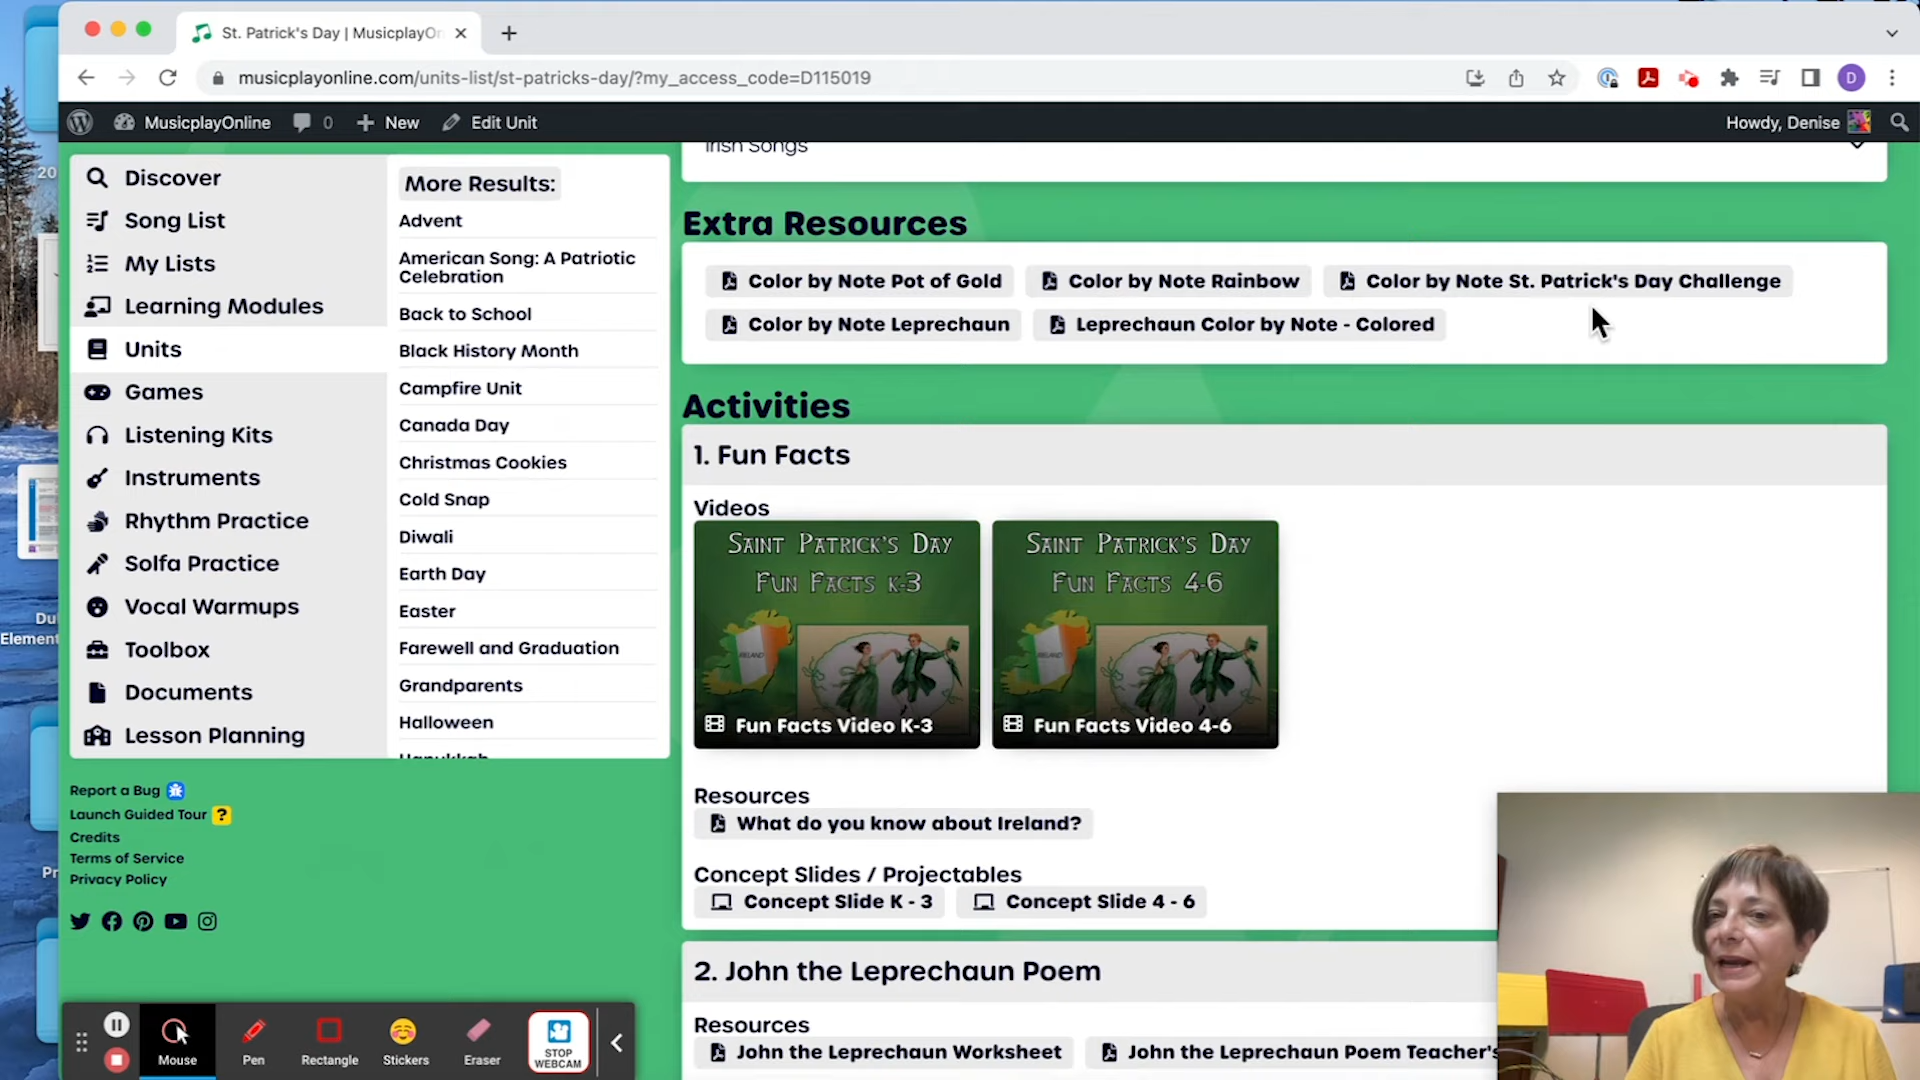 St. Patrick's Day | MusicplayOn
musicplayonline.com/units-list/st-patricks-day/?my_access_code=D115019
D
MusicplayOnline
0
New
Edit Unit
Howdy, Denise
20
Discover
Song List
My Lists
Learning Modules
Units
Games
Listening Kits
Instruments
Rhythm Practice
Solfa Practice
Vocal Warmups
Toolbox
Documents
Lesson Planning
More Results:
Advent
American Song: A Patriotic
Celebration
Back to School
Black History Month
Campfire Unit
Canada Day
Christmas Cookies
Cold Snap
Diwali
Earth Day
Easter
Farewell and Graduation
Grandparents
Halloween
Hanukkah
Irish Songs
Extra Resources
Color by Note Pot of Gold
Color by Note Rainbow
Color by Note St. Patrick's Day Challenge
Color by Note Leprechaun
Leprechaun Color by Note - Colored
Activities
1. Fun Facts
Videos
Saint Patrick's Day
Fun Facts K-3
IRELAND
Fun Facts Video K-3
Saint Patrick's Day
Fun Facts 4-6
IRELAND
Fun Facts Video 4-6
Resources
What do you know about Ireland?
Concept Slides / Projectables
Concept Slide K - 3
Concept Slide 4 - 6
2. John the Leprechaun Poem
Resources
John the Leprechaun Worksheet
John the Leprechaun Poem Teacher's
Report a Bug
Launch Guided Tour ?
Credits
Terms of Service
Privacy Policy
Du
Element
Pr
Mouse
Pen
Rectangle
Stickers
Eraser
STOP
WEBCAM